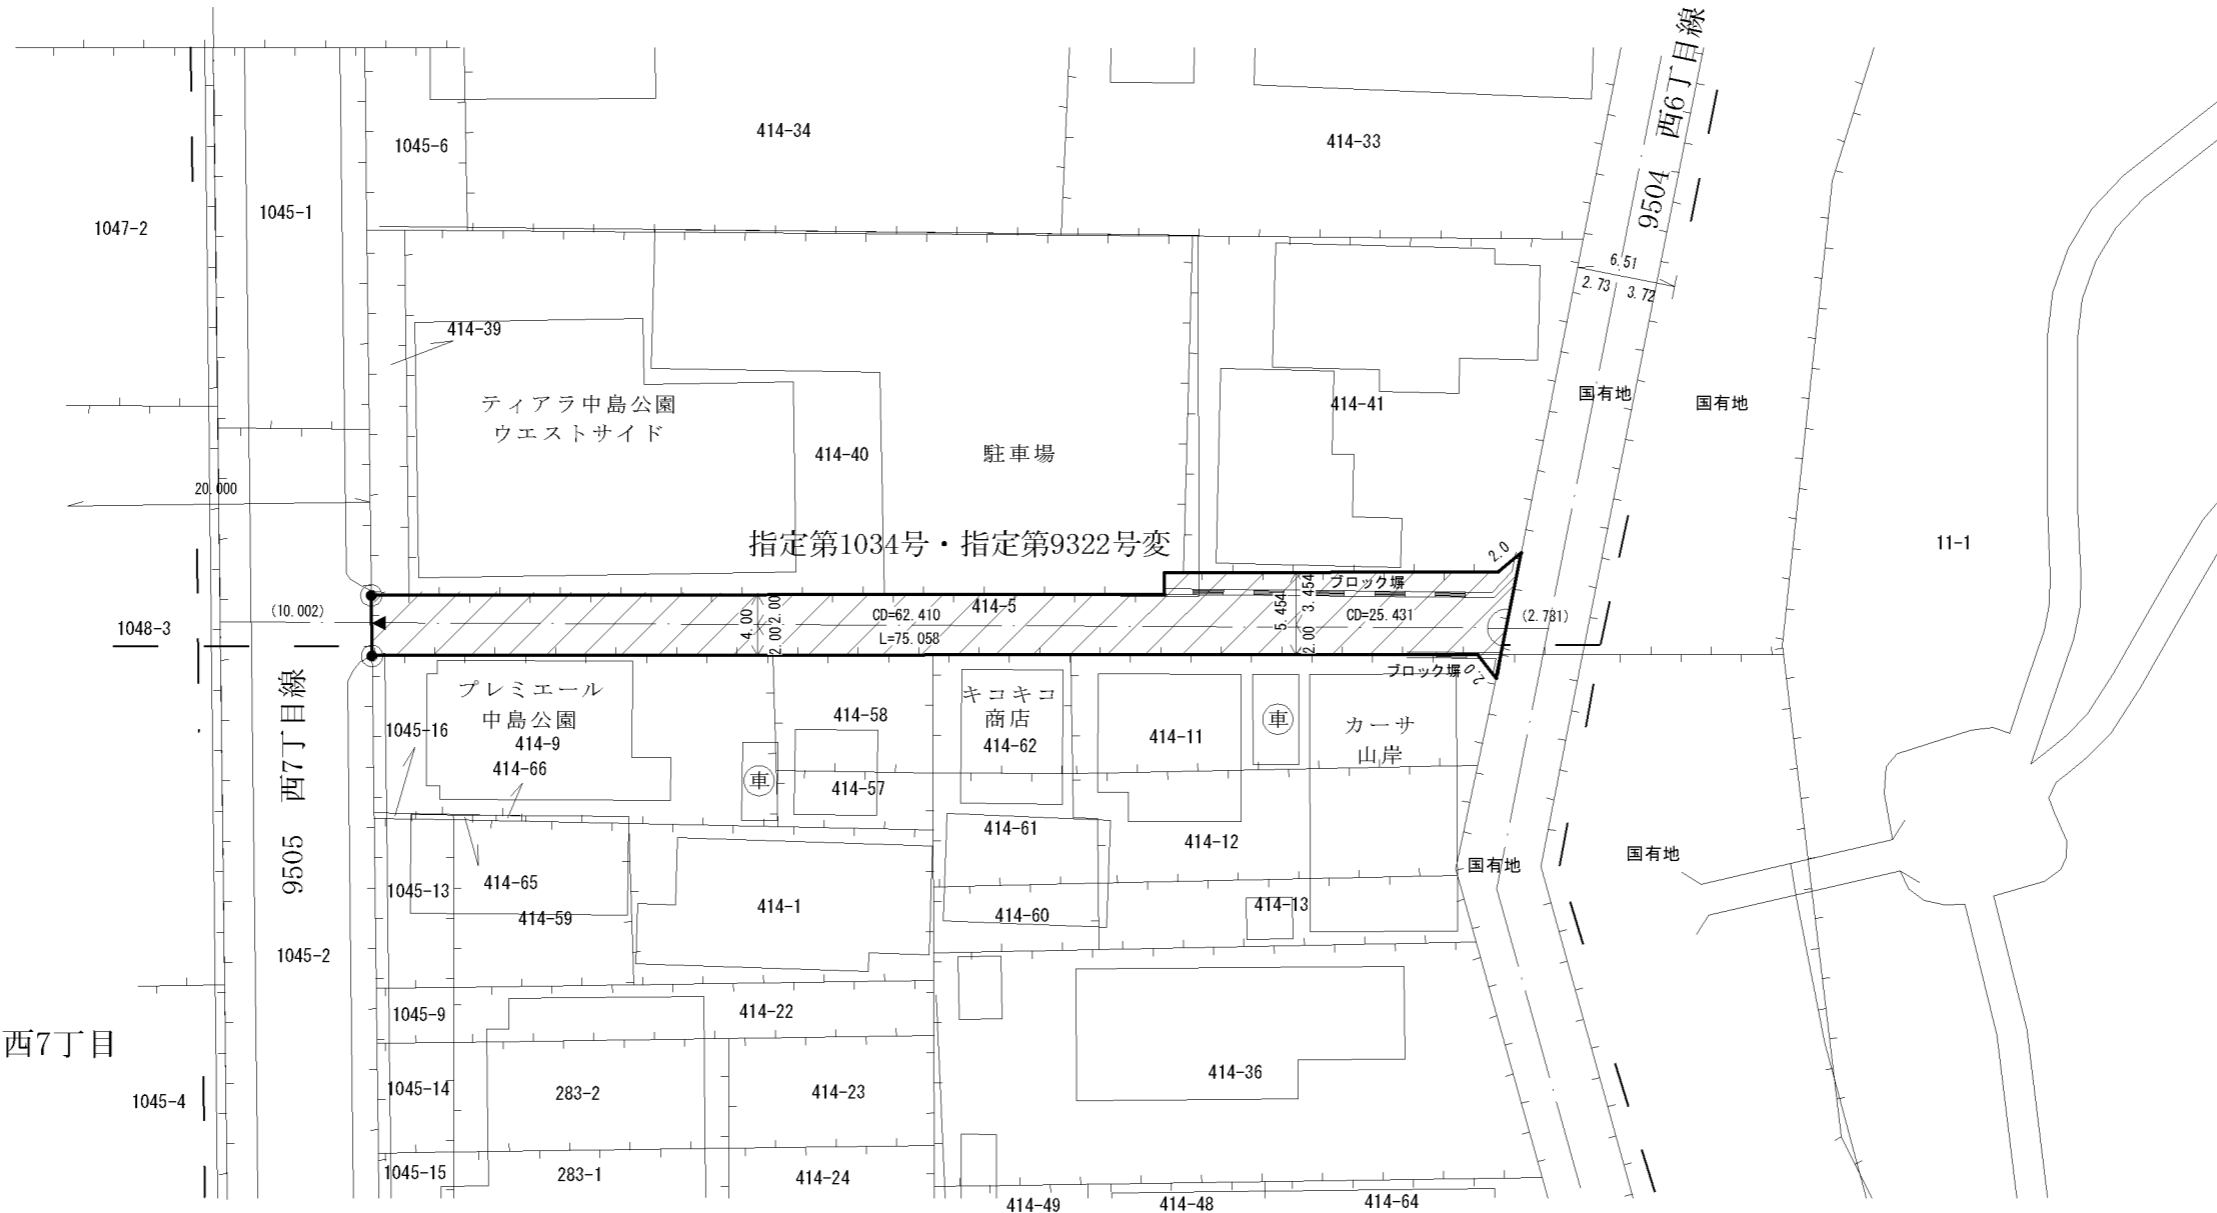 9504 西6丁目線
414-34
414-33
1045-6
1047-2
1045-1
6.51
2.73
3.72
414-39
ティアラ中島公園
ウエストサイド
414-40
駐車場
414-41
国有地
国有地
20.000
指定第1034号・指定第9322号変
11-1
2.0
ブロック塀
(10.002)
1048-3
4.00
2.00
2.00
CD=62.410
L=75.058
414-5
5.454
3.454
2.00
CD=25.431
(2.781)
ブロック塀
2.0
9505 西7丁目線
プレミエール
中島公園
1045-16
414-9
414-66
車
414-58
414-57
キコキコ
商店
414-62
414-11
車
カーサ
山岸
414-61
414-12
国有地
国有地
1045-13
414-65
414-59
414-1
414-60
414-13
1045-2
1045-9
414-22
西7丁目
1045-4
1045-14
283-2
414-23
414-36
1045-15
283-1
414-24
414-49
414-48
414-64